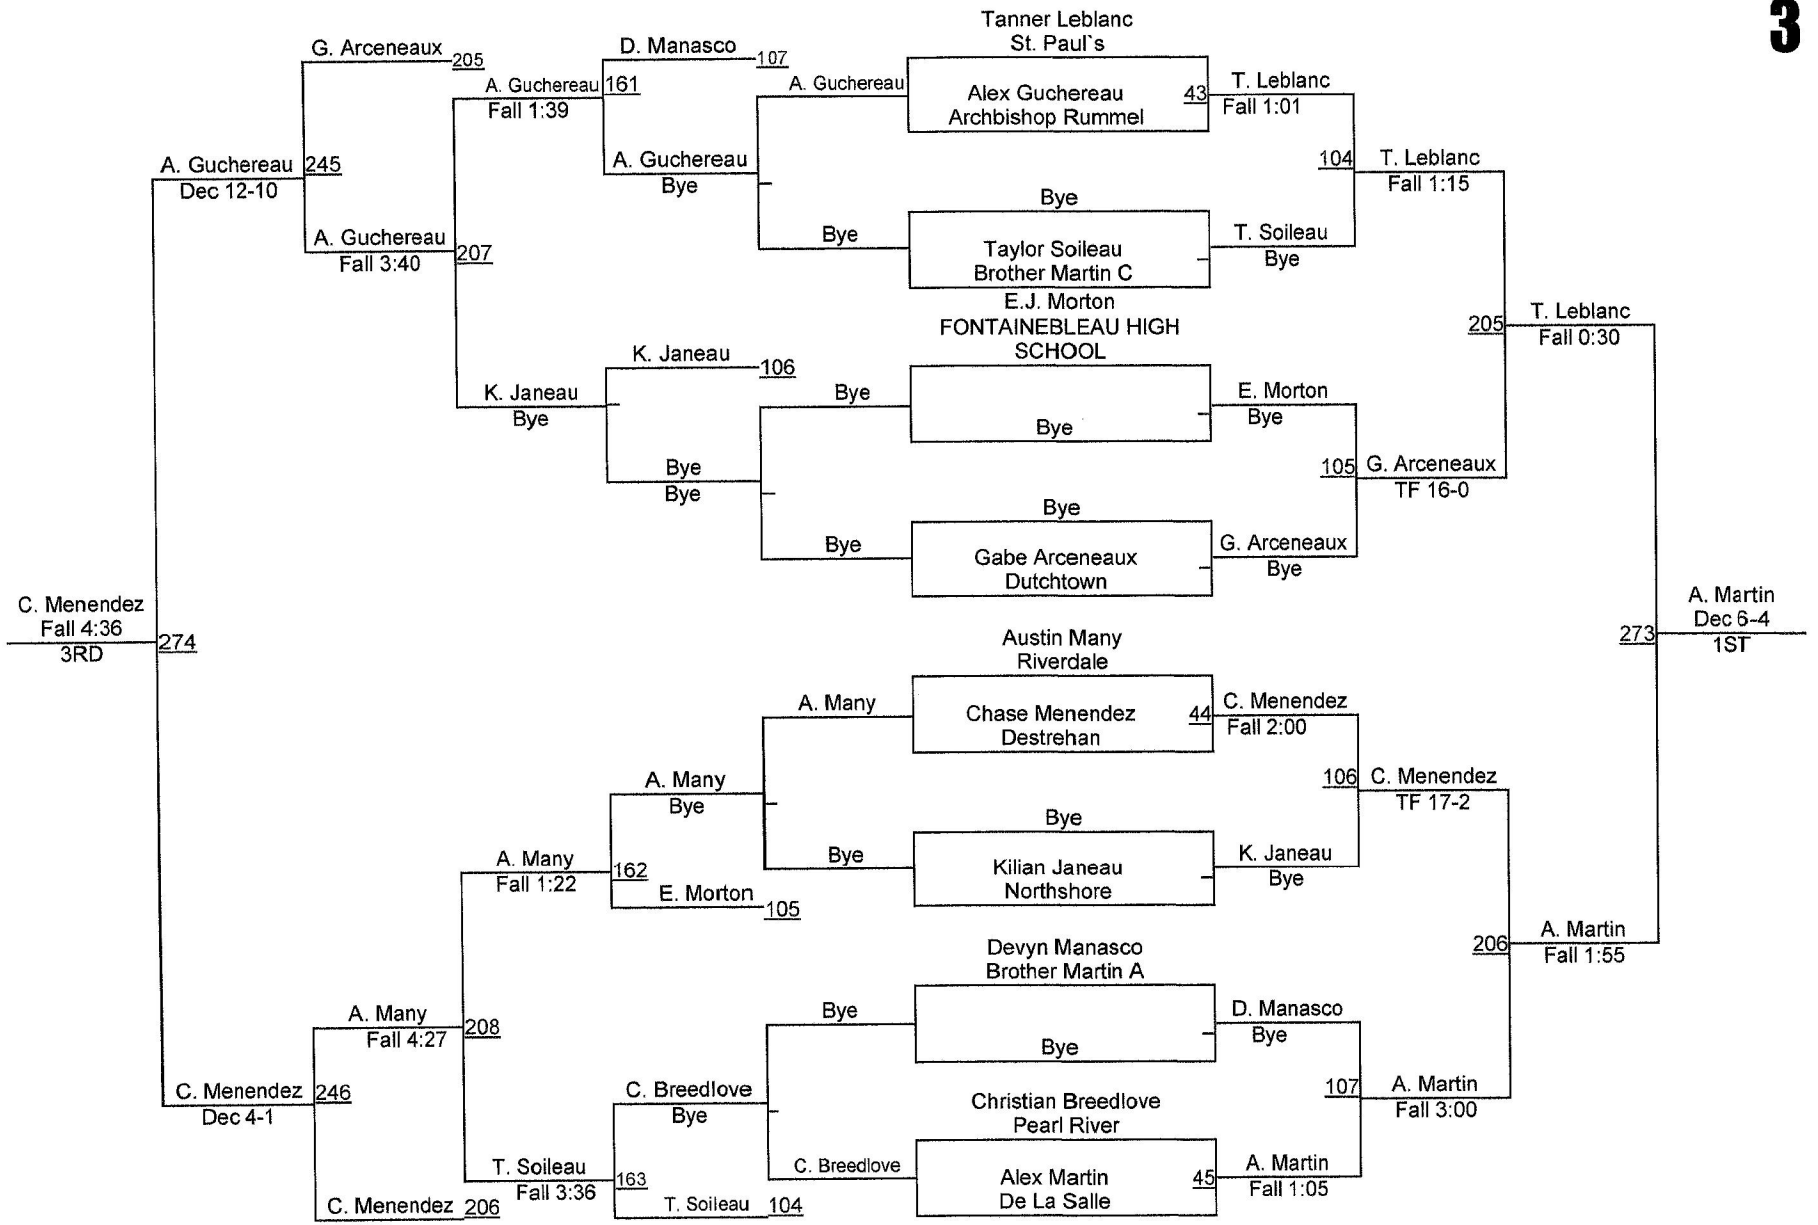 3
Tanner Leblanc
St. Paul`s
G. Arceneaux 205
D. Manasco 107
A. Guchereau 161
Fall 1:39
A. Guchereau
Alex Guchereau 43
Archbishop Rummel
T. Leblanc
Fall 1:01
A. Guchereau 245
Dec 12-10
A. Guchereau
Bye
104
T. Leblanc
Fall 1:15
Bye
A. Guchereau 207
Fall 3:40
Bye
Taylor Soileau
Brother Martin C
T. Soileau
Bye
E.J. Morton
FONTAINEBLEAU HIGH
SCHOOL
205
T. Leblanc
Fall 0:30
K. Janeau 106
K. Janeau
Bye
Bye
Bye
E. Morton
Bye
Bye
Bye
105
G. Arceneaux
TF 16-0
Bye
Bye
Gabe Arceneaux
Dutchtown
G. Arceneaux
Bye
C. Menendez
Fall 4:36
3RD
274
Austin Many
Riverdale
273
A. Martin
Dec 6-4
1ST
A. Many
Chase Menendez 44
Destrehan
C. Menendez
Fall 2:00
A. Many
Bye
106
C. Menendez
TF 17-2
Bye
A. Many 162
Fall 1:22
Bye
Kilian Janeau
Northshore
K. Janeau
Bye
E. Morton 105
Devyn Manasco
Brother Martin A
206
A. Martin
Fall 1:55
A. Many 208
Fall 4:27
Bye
Bye
D. Manasco
Bye
C. Menendez 246
Dec 4-1
C. Breedlove
Bye
Christian Breedlove
Pearl River
107
A. Martin
Fall 3:00
T. Soileau 163
Fall 3:36
C. Breedlove
Alex Martin 45
De La Salle
A. Martin
Fall 1:05
C. Menendez 206
T. Soileau 104